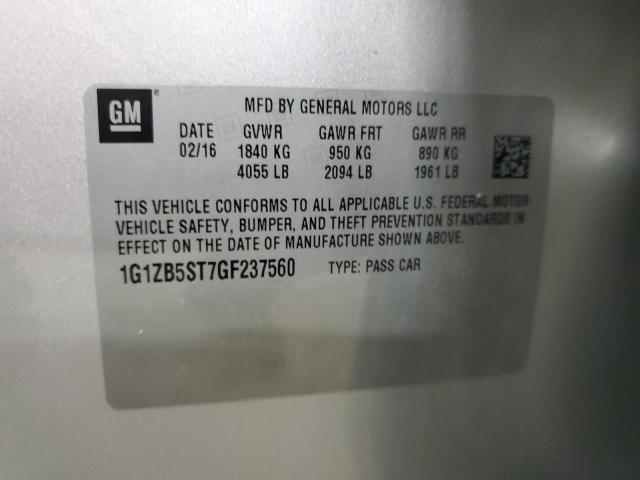 GM
MFD BY GENERAL MOTORS LLC
DATE GVWR GAWR FRT GAWR RR
02/16 1840 KG 950 KG 890 KG
4055 LB 2094 LB 1961 LB
THIS VEHICLE CONFORMS TO ALL APPLICABLE U.S. FEDERAL MOTOR
VEHICLE SAFETY, BUMPER, AND THEFT PREVENTION STANDARDS IN
EFFECT ON THE DATE OF MANUFACTURE SHOWN ABOVE.
1G1ZB5ST7GF237560 TYPE: PASS CAR